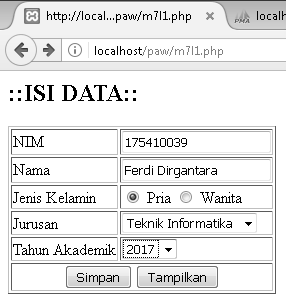 http://local...paw/m7l1.php
localh
localhost/paw/m7l1.php
::ISI DATA::
NIM 175410039
Nama Ferdi Dirgantara
Jenis Kelamin Pria Wanita
Jurusan Teknik Informatika
Tahun Akademik 2017
Simpan Tampilkan